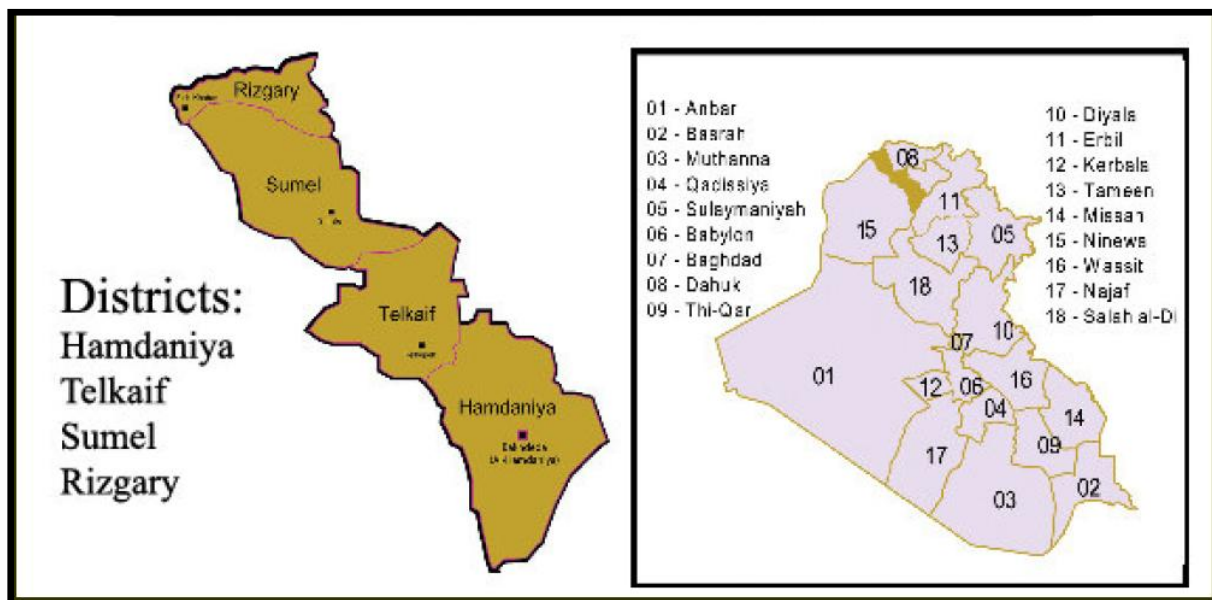 Rizgary
Sumel
Telkaif
Hamdaniya
(Al-Hamdaniya)
Districts:
Hamdaniya
Telkaif
Sumel
Rizgary
01 - Anbar
02 - Basrah
03 - Muthanna
04 - Qadissiya
05 - Sulaymaniyah
06 - Babylon
07 - Baghdad
08 - Dahuk
09 - Thi-Qar
10 - Diyala
11 - Erbil
12 - Kerbala
13 - Tameen
14 - Missan
15 - Ninewa
16 - Wassit
17 - Najaf
18 - Salah al-Di
08
11
15
13
05
18
07
10
01
12
06
16
04
14
09
17
03
02